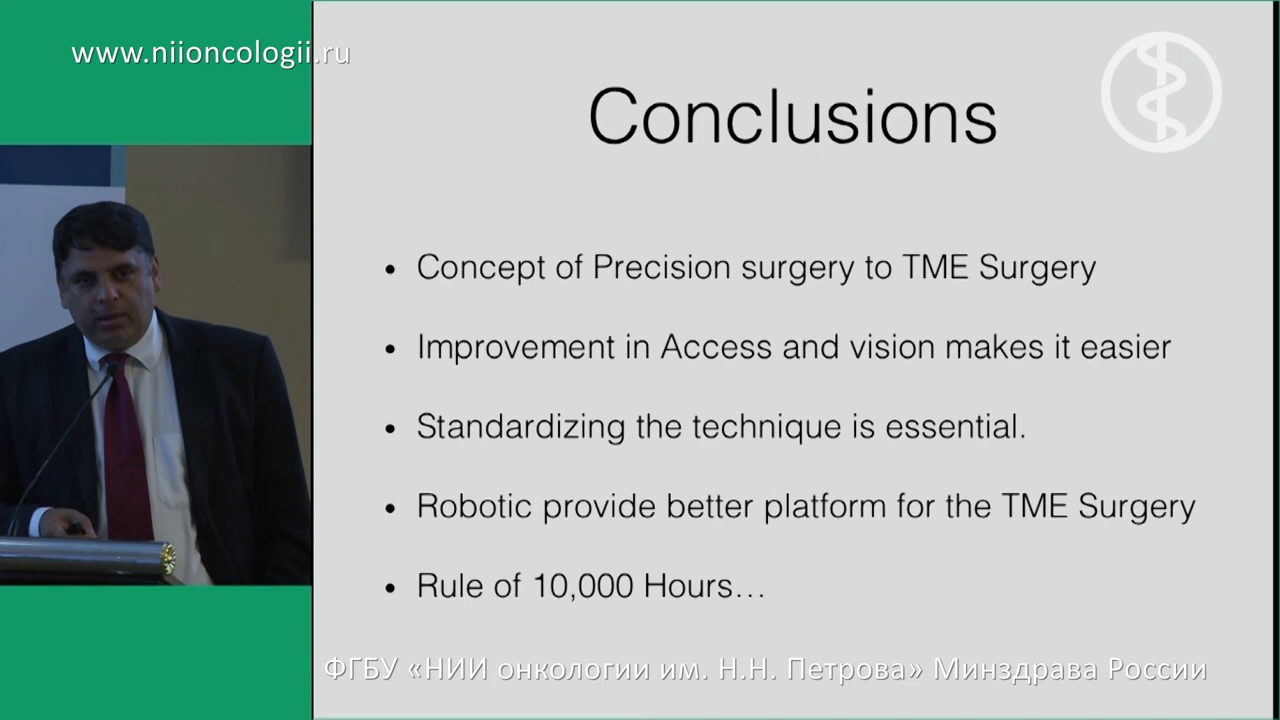 www.niioncologii.ru
Conclusions
• Concept of Precision surgery to TME Surgery
• Improvement in Access and vision makes it easier
• Standardizing the technique is essential.
• Robotic provide better platform for the TME Surgery
• Rule of 10,000 Hours…
ФГБУ «НИИ онкологии им. Н.Н. Петрова» Минздрава России